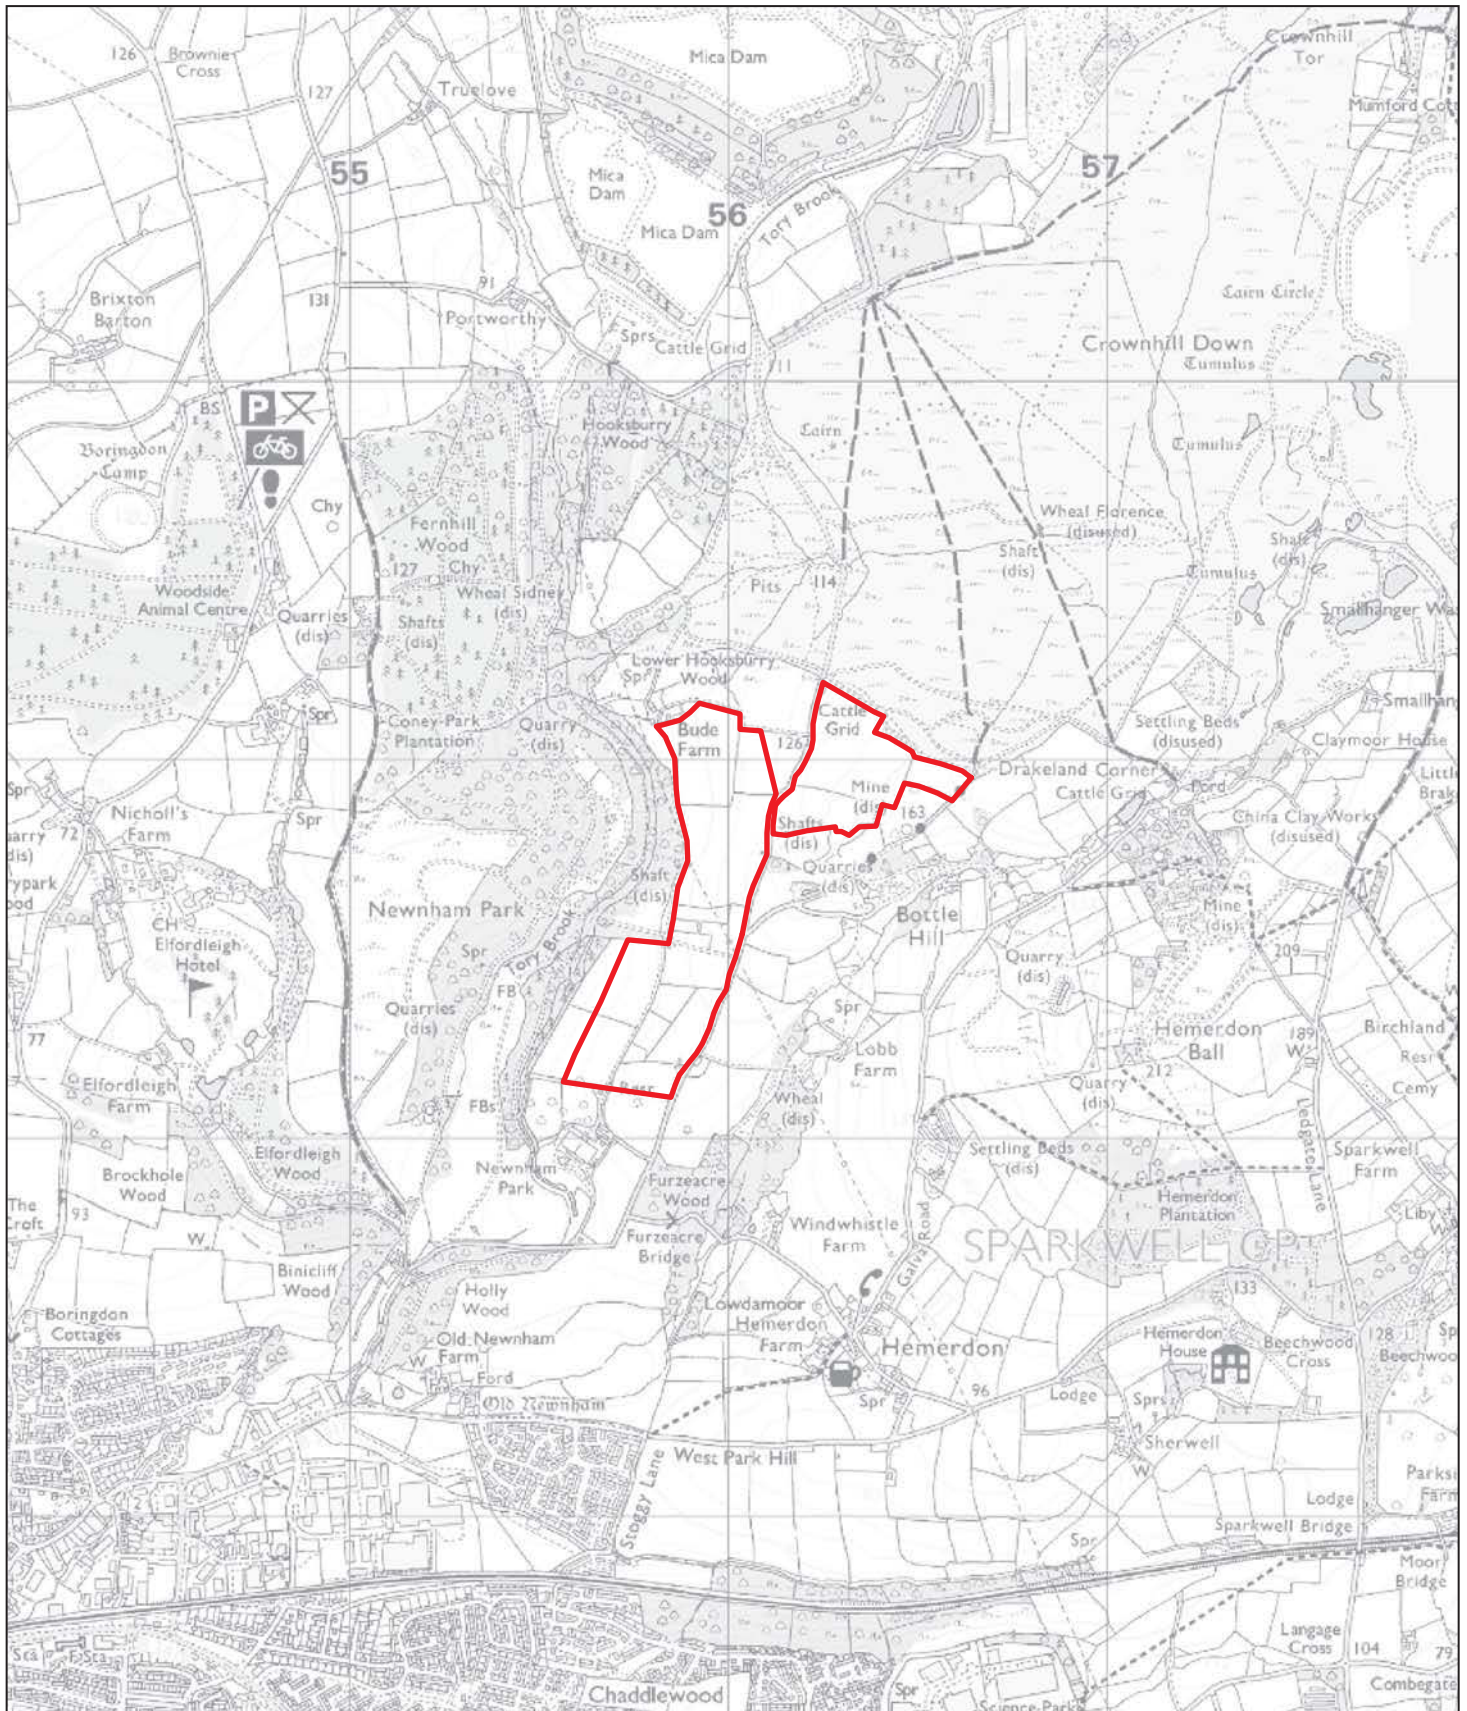 Crownhill
Tor
126
Brownie
Cross
Mica Dam
127
Truelove
Mumford
55
57
Mica
Dam
56
Mica Dam
Tory Brook
91
131
Brixton
Barton
Portworthy
Sprs
Cattle Grid
Cairn Circle
Crownhill Down
Tumulus
111
BS
P
Hooksbury
Wood
Cairn
Tumulus
Boringdon
Camp
Chy
Fernhill
Wood
Chy
127
Wheal Florence
(disused)
Shaft
(dis)
Shaft
(dis)
Tumulus
Pits
114
Woodside
Animal Centre
Wheal Sidney
(dis)
Quarries
(dis)
Shafts
(dis)
Smallhanger
Lower Hooksbury
Wood
Spr
Spr
Coney Park
Plantation
Quarry
(dis)
Bude
Farm
Cattle
Grid
126
Settling Beds
(disused)
Smallhan
Claymoor House
Drakeland Corner
Cattle Grid
Ford
Spr
Nicholl's
Farm
72
Spr
Mine
(dis)
163
Shafts
(dis)
China Clay Works
(disused)
Quarries
(dis)
Shaft
(dis)
Newnham Park
Bottle
Hill
Mine
(dis)
CH
Elfordleigh
Hotel
Spr
Tory Brook
FB
Quarry
(dis)
209
Quarries
(dis)
Spr
Hemerdon
Ball
189
W
Birchland
Resr
77
Lobb
Farm
212
Elfordleigh
Farm
Resr
Quarry
(dis)
Cemy
FBs
Wheal
(dis)
Ledgate Lane
Elfordleigh
Wood
Settling Beds
(dis)
Sparkwell
Farm
Brockhole
Wood
Newnham
Park
Furzeacre
Wood
Hemerdon
Plantation
The
Croft
93
W
Liby
W
Windwhistle
Farm
Galva Road
SPARKWELL CP
Furzeacre
Bridge
Binicliff
Wood
Holly
Wood
133
Boringdon
Cottages
Lowdamoor
Hemerdon
Farm
Hemerdon
Hemerdon
House
Beechwood
Cross
128
Old Newnham
Farm
W
Ford
Spr
96
Lodge
Sprs
Old Newnham
Sherwell
W
West Park Hill
Stoggy Lane
Lodge
Sparkwell Bridge
Spr
Moor
Bridge
Langage
Cross
104
79
Sta
F Sta
Chaddlewood
Spr
Science Park
Combegate